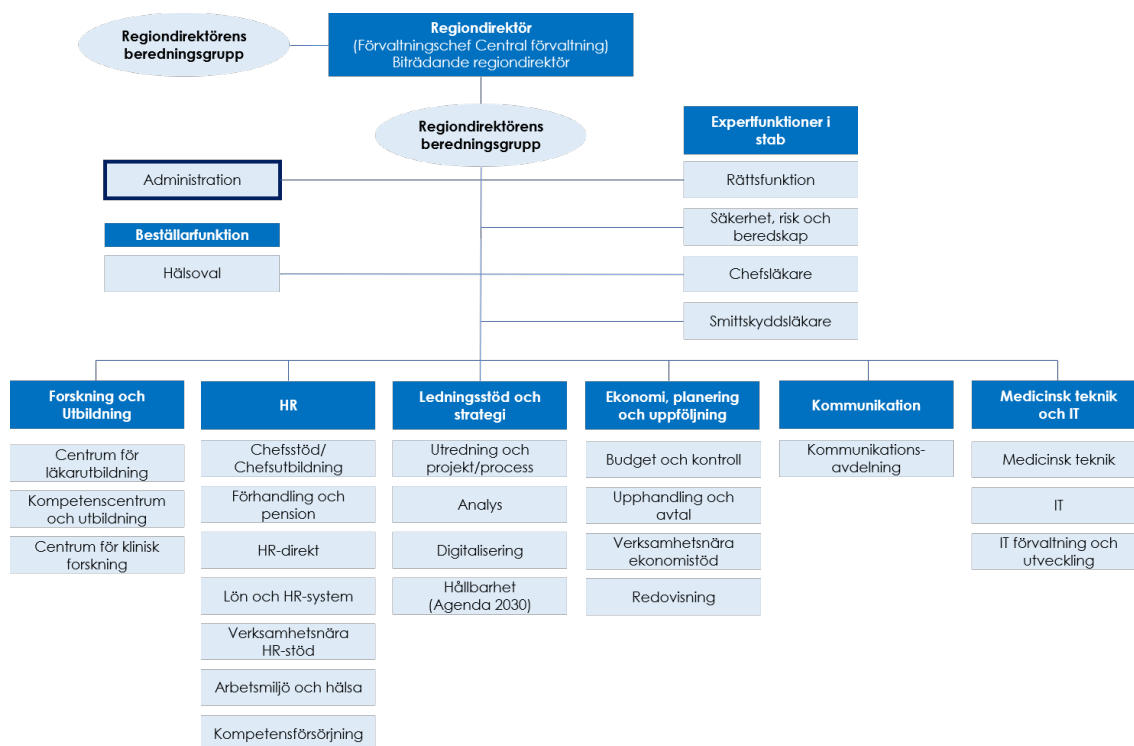 Regiondirektörens
beredningsgrupp
Regiondirektör
(Förvaltningschef Central förvaltning)
Biträdande regiondirektör
Regiondirektörens
beredningsgrupp
Expertfunktioner i
stab
Administration
Rättsfunktion
Säkerhet, risk och
beredskap
Beställarfunktion
Hälsoval
Chefsläkare
Smittskyddsläkare
Forskning och
Utbildning
Centrum för
läkarutbildning
Kompetenscentrum
och utbildning
Centrum för klinisk
forskning
HR
Chefsstöd/
Chefsutbildning
Förhandling och
pension
HR-direkt
Lön och HR-system
Verksamhetsnära
HR-stöd
Arbetsmiljö och hälsa
Kompetensförsörjning
Ledningsstöd och
strategi
Utredning och
projekt/process
Analys
Digitalisering
Hållbarhet
(Agenda 2030)
Ekonomi, planering
och uppföljning
Budget och kontroll
Upphandling och
avtal
Verksamhetsnära
ekonomistöd
Redovisning
Kommunikation
Kommunikations-
avdelning
Medicinsk teknik
och IT
Medicinsk teknik
IT
IT förvaltning och
utveckling